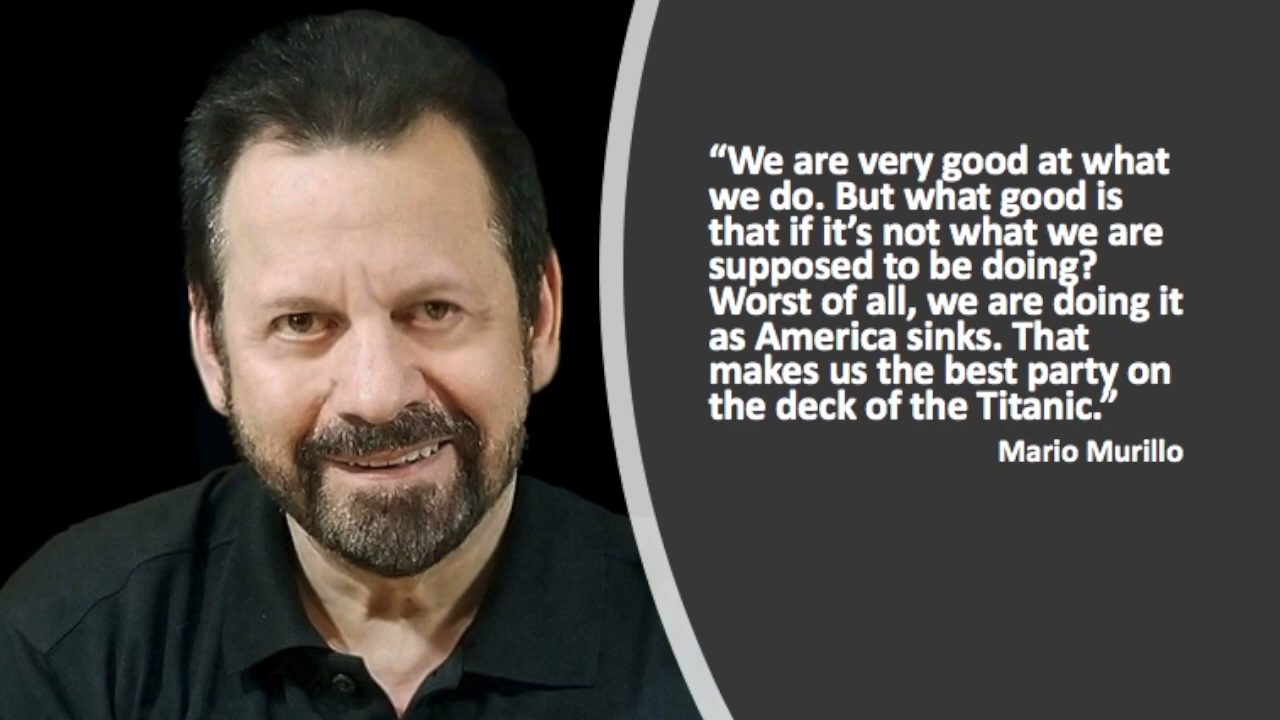 “We are very good at what
we do. But what good is
that if it’s not what we are
supposed to be doing?
Worst of all, we are doing it
as America sinks. That
makes us the best party on
the deck of the Titanic.”
Mario Murillo